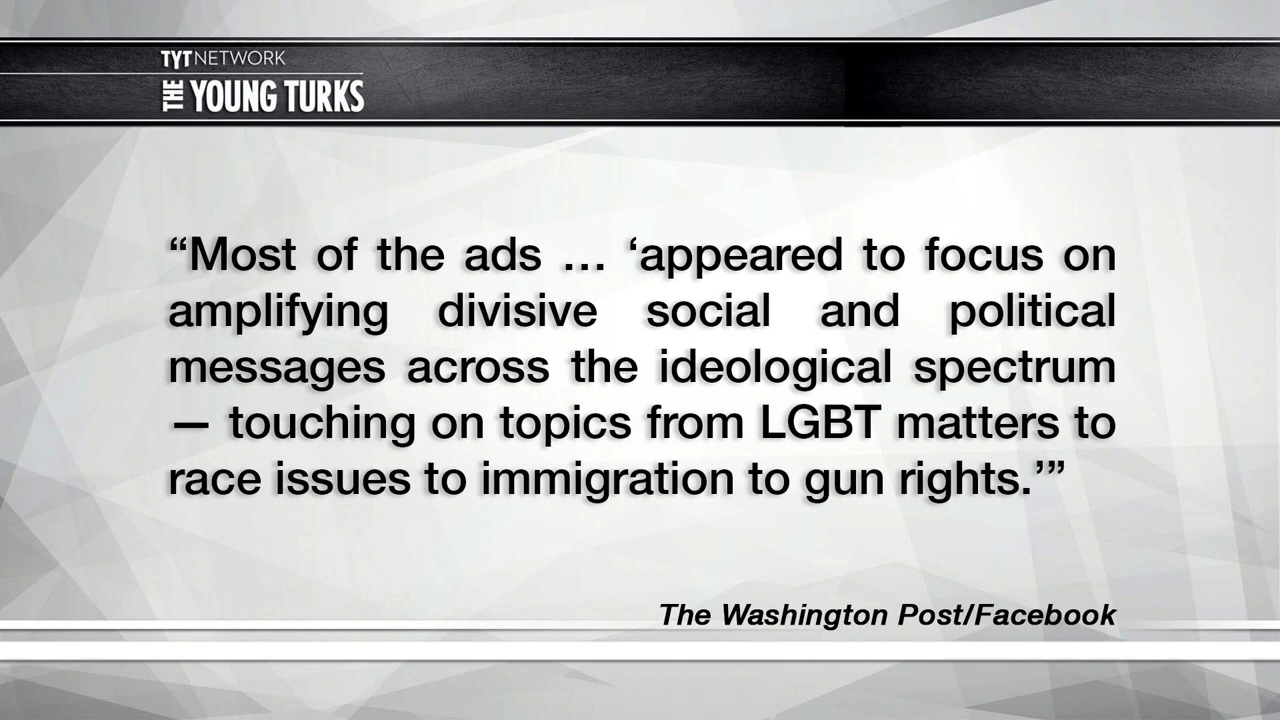 TYT NETWORK
THE YOUNG TURKS
“Most of the ads … ‘appeared to focus on
amplifying divisive social and political
messages across the ideological spectrum
— touching on topics from LGBT matters to
race issues to immigration to gun rights.’”
The Washington Post/Facebook